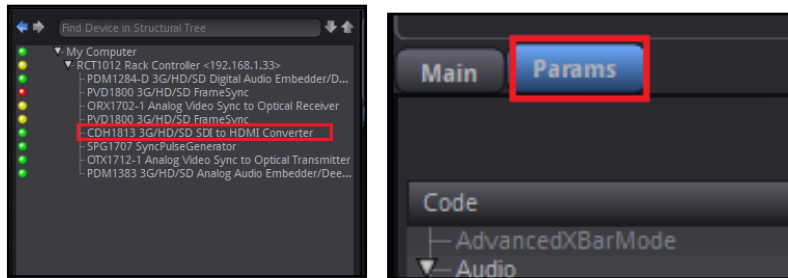 Find Device in Structural Tree
My Computer
RCT1012 Rack Controller <192.168.1.33>
PDM1284-D 3G/HD/SD Digital Audio Embedder/D...
PVD1800 3G/HD/SD FrameSync
ORX1702-1 Analog Video Sync to Optical Receiver
PVD1800 3G/HD/SD FrameSync
CDH1813 3G/HD/SD SDI to HDMI Converter
SPG1707 SyncPulseGenerator
OTX1712-1 Analog Video Sync to Optical Transmitter
PDM1383 3G/HD/SD Analog Audio Embedder/Dee...
Main
Params
Code
AdvancedXBarMode
Audio